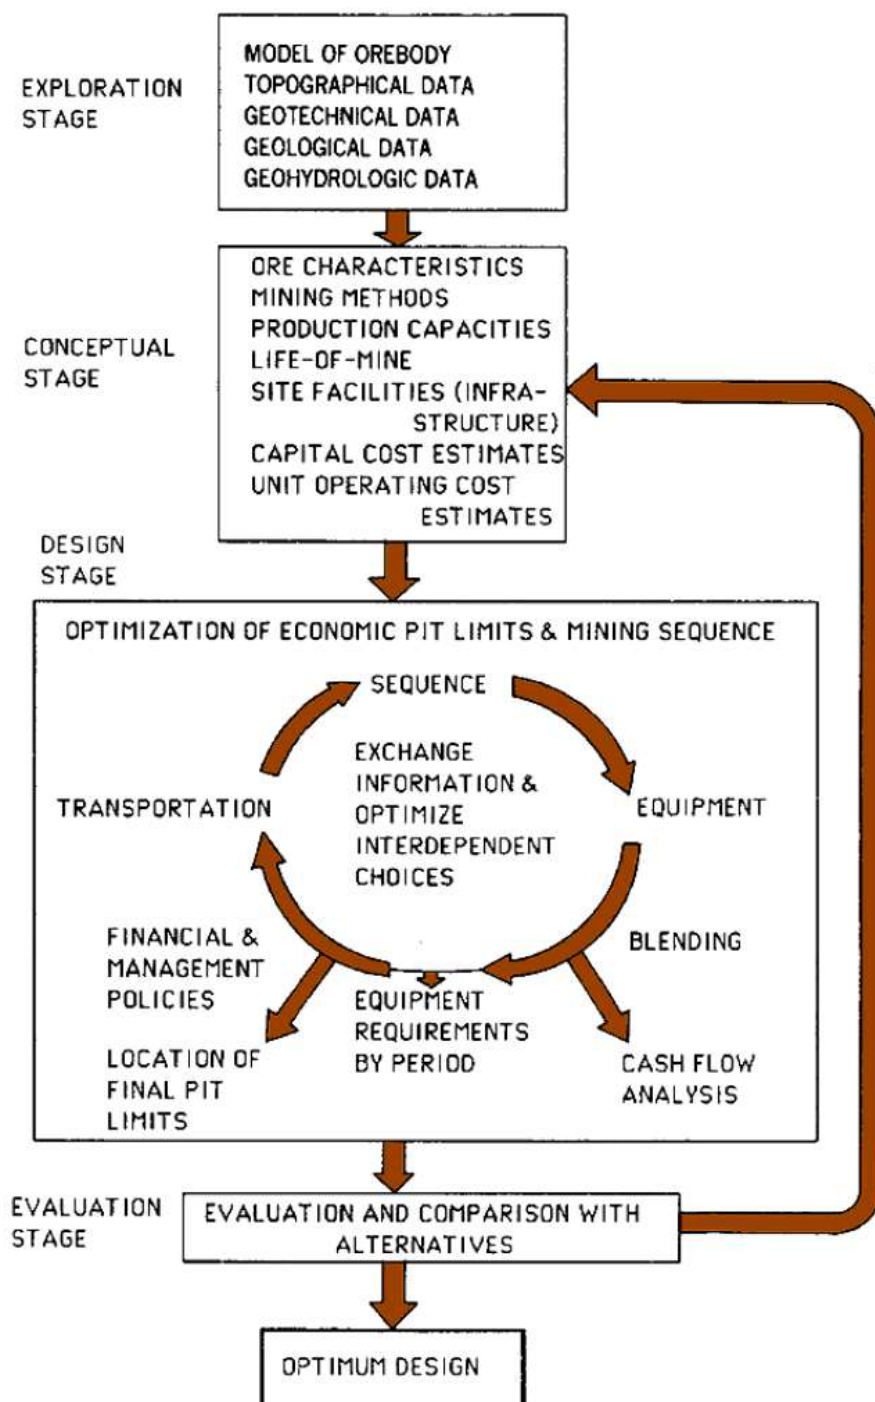 EXPLORATION
STAGE
MODEL OF OREBODY
TOPOGRAPHICAL DATA
GEOTECHNICAL DATA
GEOLOGICAL DATA
GEOHYDROLOGIC DATA
CONCEPTUAL
STAGE
ORE CHARACTERISTICS
MINING METHODS
PRODUCTION CAPACITIES
LIFE-OF-MINE
SITE FACILITIES (INFRA-
STRUCTURE)
CAPITAL COST ESTIMATES
UNIT OPERATING COST
ESTIMATES
DESIGN
STAGE
OPTIMIZATION OF ECONOMIC PIT LIMITS & MINING SEQUENCE
SEQUENCE
EXCHANGE
INFORMATION &
OPTIMIZE
INTERDEPENDENT
CHOICES
TRANSPORTATION
EQUIPMENT
FINANCIAL &
MANAGEMENT
POLICIES
BLENDING
EQUIPMENT
REQUIREMENTS
BY PERIOD
LOCATION OF
FINAL PIT
LIMITS
CASH FLOW
ANALYSIS
EVALUATION
STAGE
EVALUATION AND COMPARISON WITH
ALTERNATIVES
OPTIMUM DESIGN